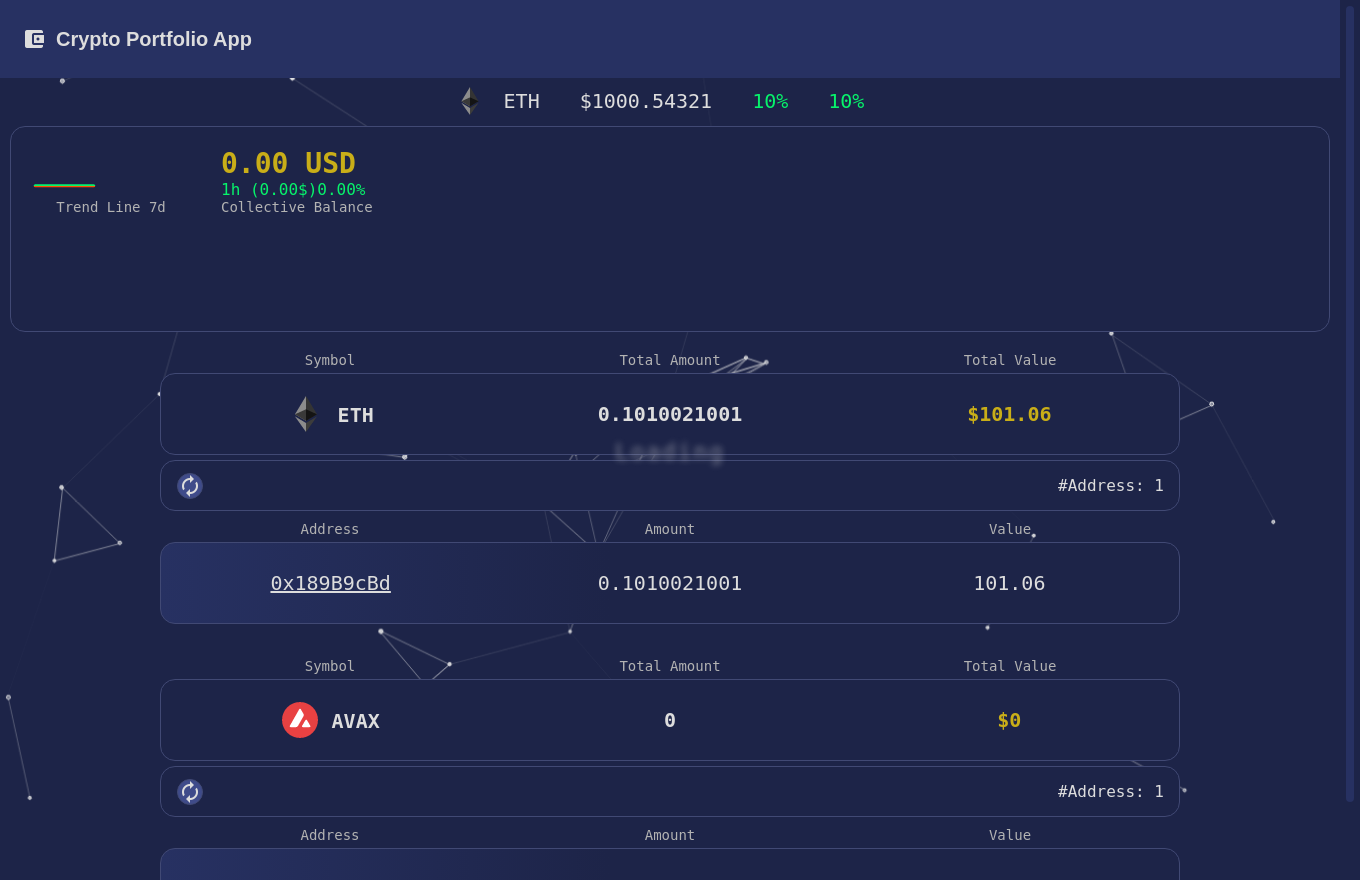 Crypto Portfolio App
ETH $1000.54321 10% 10%
0.00 USD
1h (0.00$)0.00%
Trend Line 7d Collective Balance
Symbol Total Amount Total Value
ETH 0.1010021001 $101.06
Loading
#Address: 1
Address Amount Value
0x189B9cBd 0.1010021001 101.06
Symbol Total Amount Total Value
AVAX 0 $0
#Address: 1
Address Amount Value